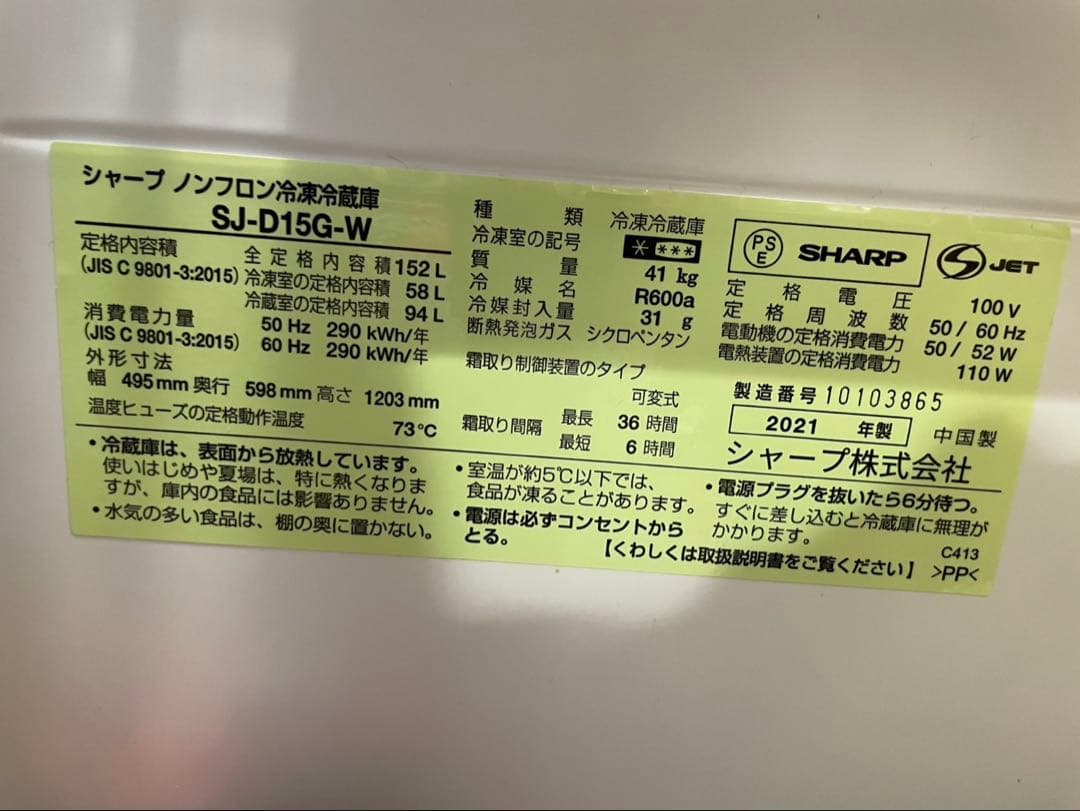 シャープ ノンフロン冷凍冷蔵庫
SJ-D15G-W
定格内容積
(JIS C 9801-3:2015)
全定格内容積 152 L
冷凍室の定格内容積 58 L
冷蔵室の定格内容積 94 L
消費電力量
(JIS C 9801-3:2015)
50 Hz 290 kWh/年
60 Hz 290 kWh/年
外形寸法
幅 495 mm 奥行 598 mm 高さ 1203 mm
温度ヒューズの定格動作温度 73℃
種類 冷凍冷蔵庫
冷凍室の記号 * ***
質量 41 kg
冷媒名 R600a
冷媒封入量 31 g
断熱発泡ガス シクロペンタン
霜取り制御装置のタイプ
可変式
霜取り間隔
最長 36 時間
最短 6 時間
PSE SHARP
JET
定格電圧 100 V
定格周波数 50 / 60 Hz
電動機の定格消費電力 50 / 52 W
電熱装置の定格消費電力 110 W
製造番号 10103865
2021 年製 中国製
シャープ株式会社
・冷蔵庫は、表面から放熱しています。
使いはじめや夏場は、特に熱くなりま
すが、庫内の食品には影響ありません。
・水気の多い食品は、棚の奥に置かない。
・室温が約5℃以下では、
食品が凍ることがあります。
・電源は必ずコンセントから
とる。
・電源プラグを抜いたら6分待つ。
すぐに差し込むと冷蔵庫に無理が
かかります。
C413
【くわしくは取扱説明書をご覧ください】 >PP<